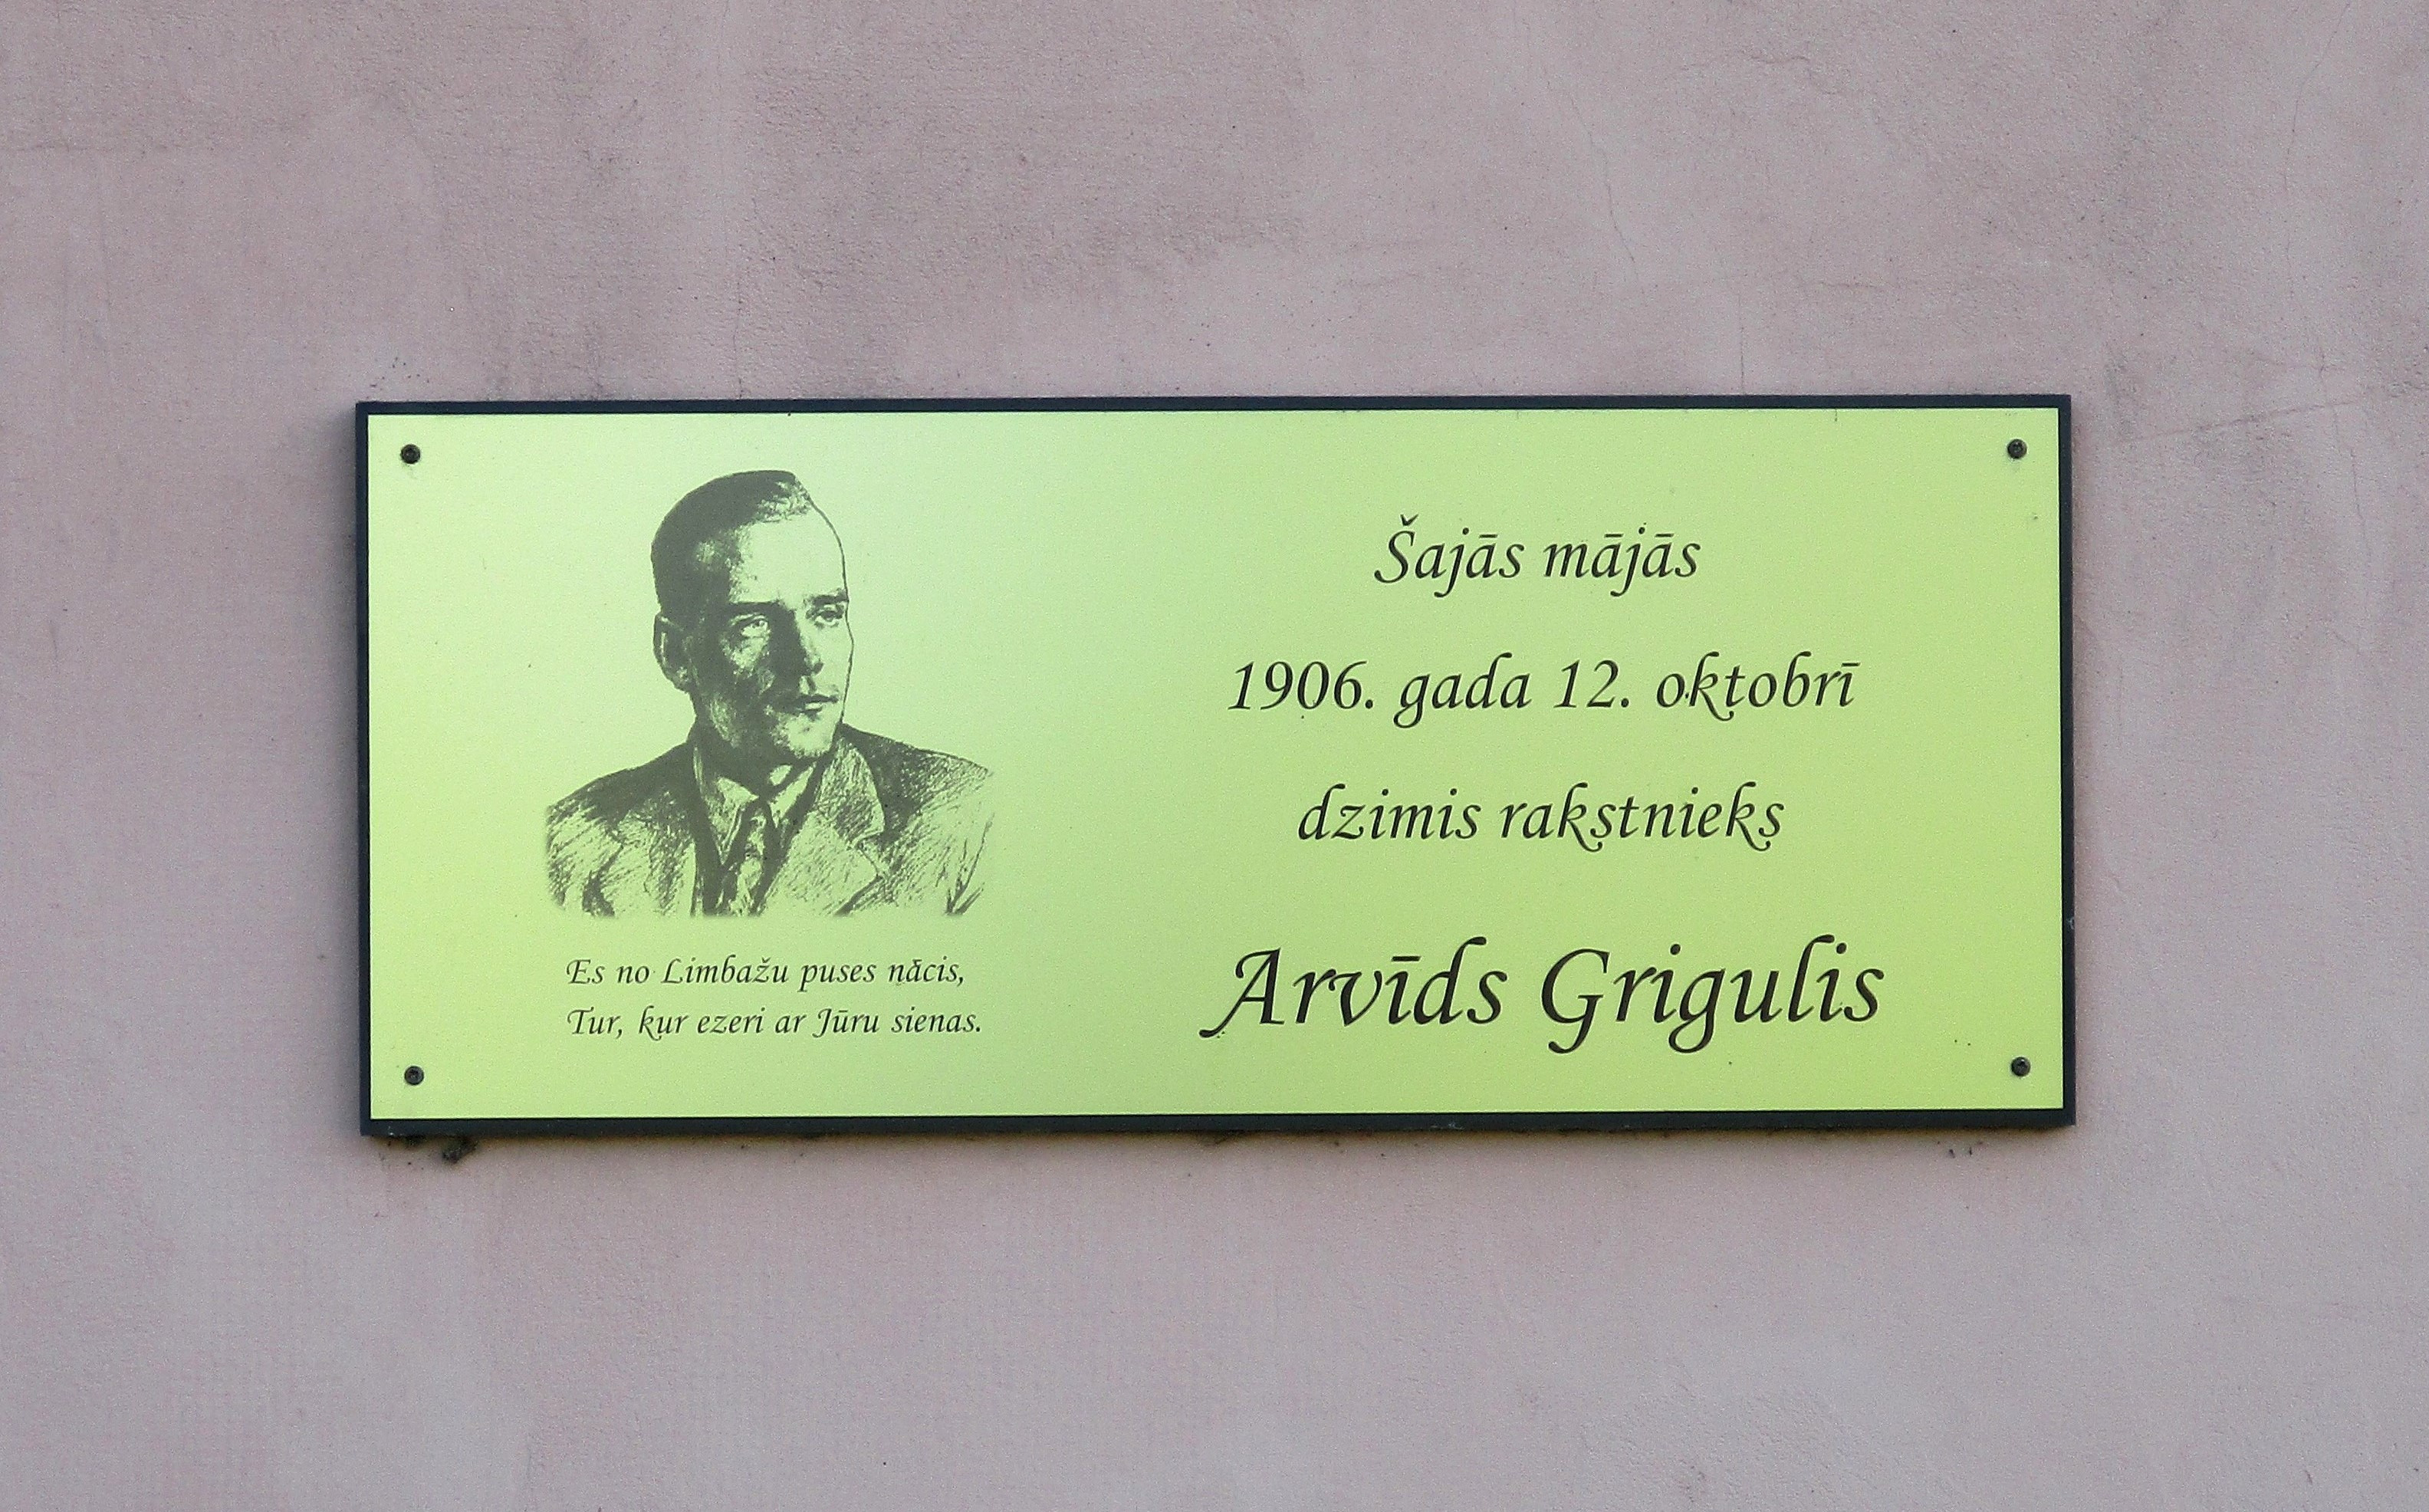 Es no Limbažu puses nācis,
Tur, kur ezeri ar Jūru sienas.
Šajās mājās
1906. gada 12. oktobrī
dzimis rakstnieks
Arvīds Grigulis